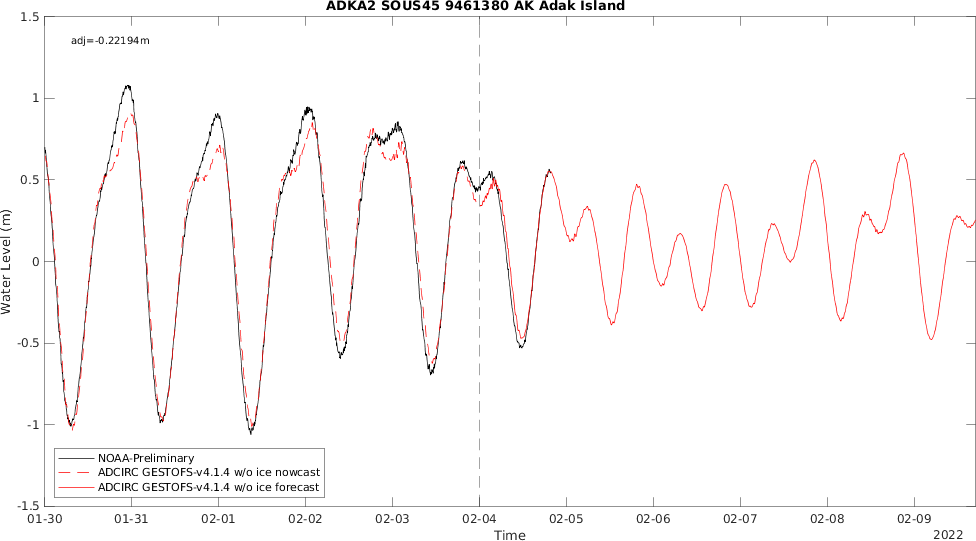 ADKA2 SOUS45 9461380 AK Adak Island
adj=-0.22194m
Water Level (m)
1.5
1
0.5
0
-0.5
-1
-1.5
NOAA-Preliminary
ADCIRC GESTOFS-v4.1.4 w/o ice nowcast
ADCIRC GESTOFS-v4.1.4 w/o ice forecast
01-30 01-31 02-01 02-02 02-03 02-04 02-05 02-06 02-07 02-08 02-09
Time
2022